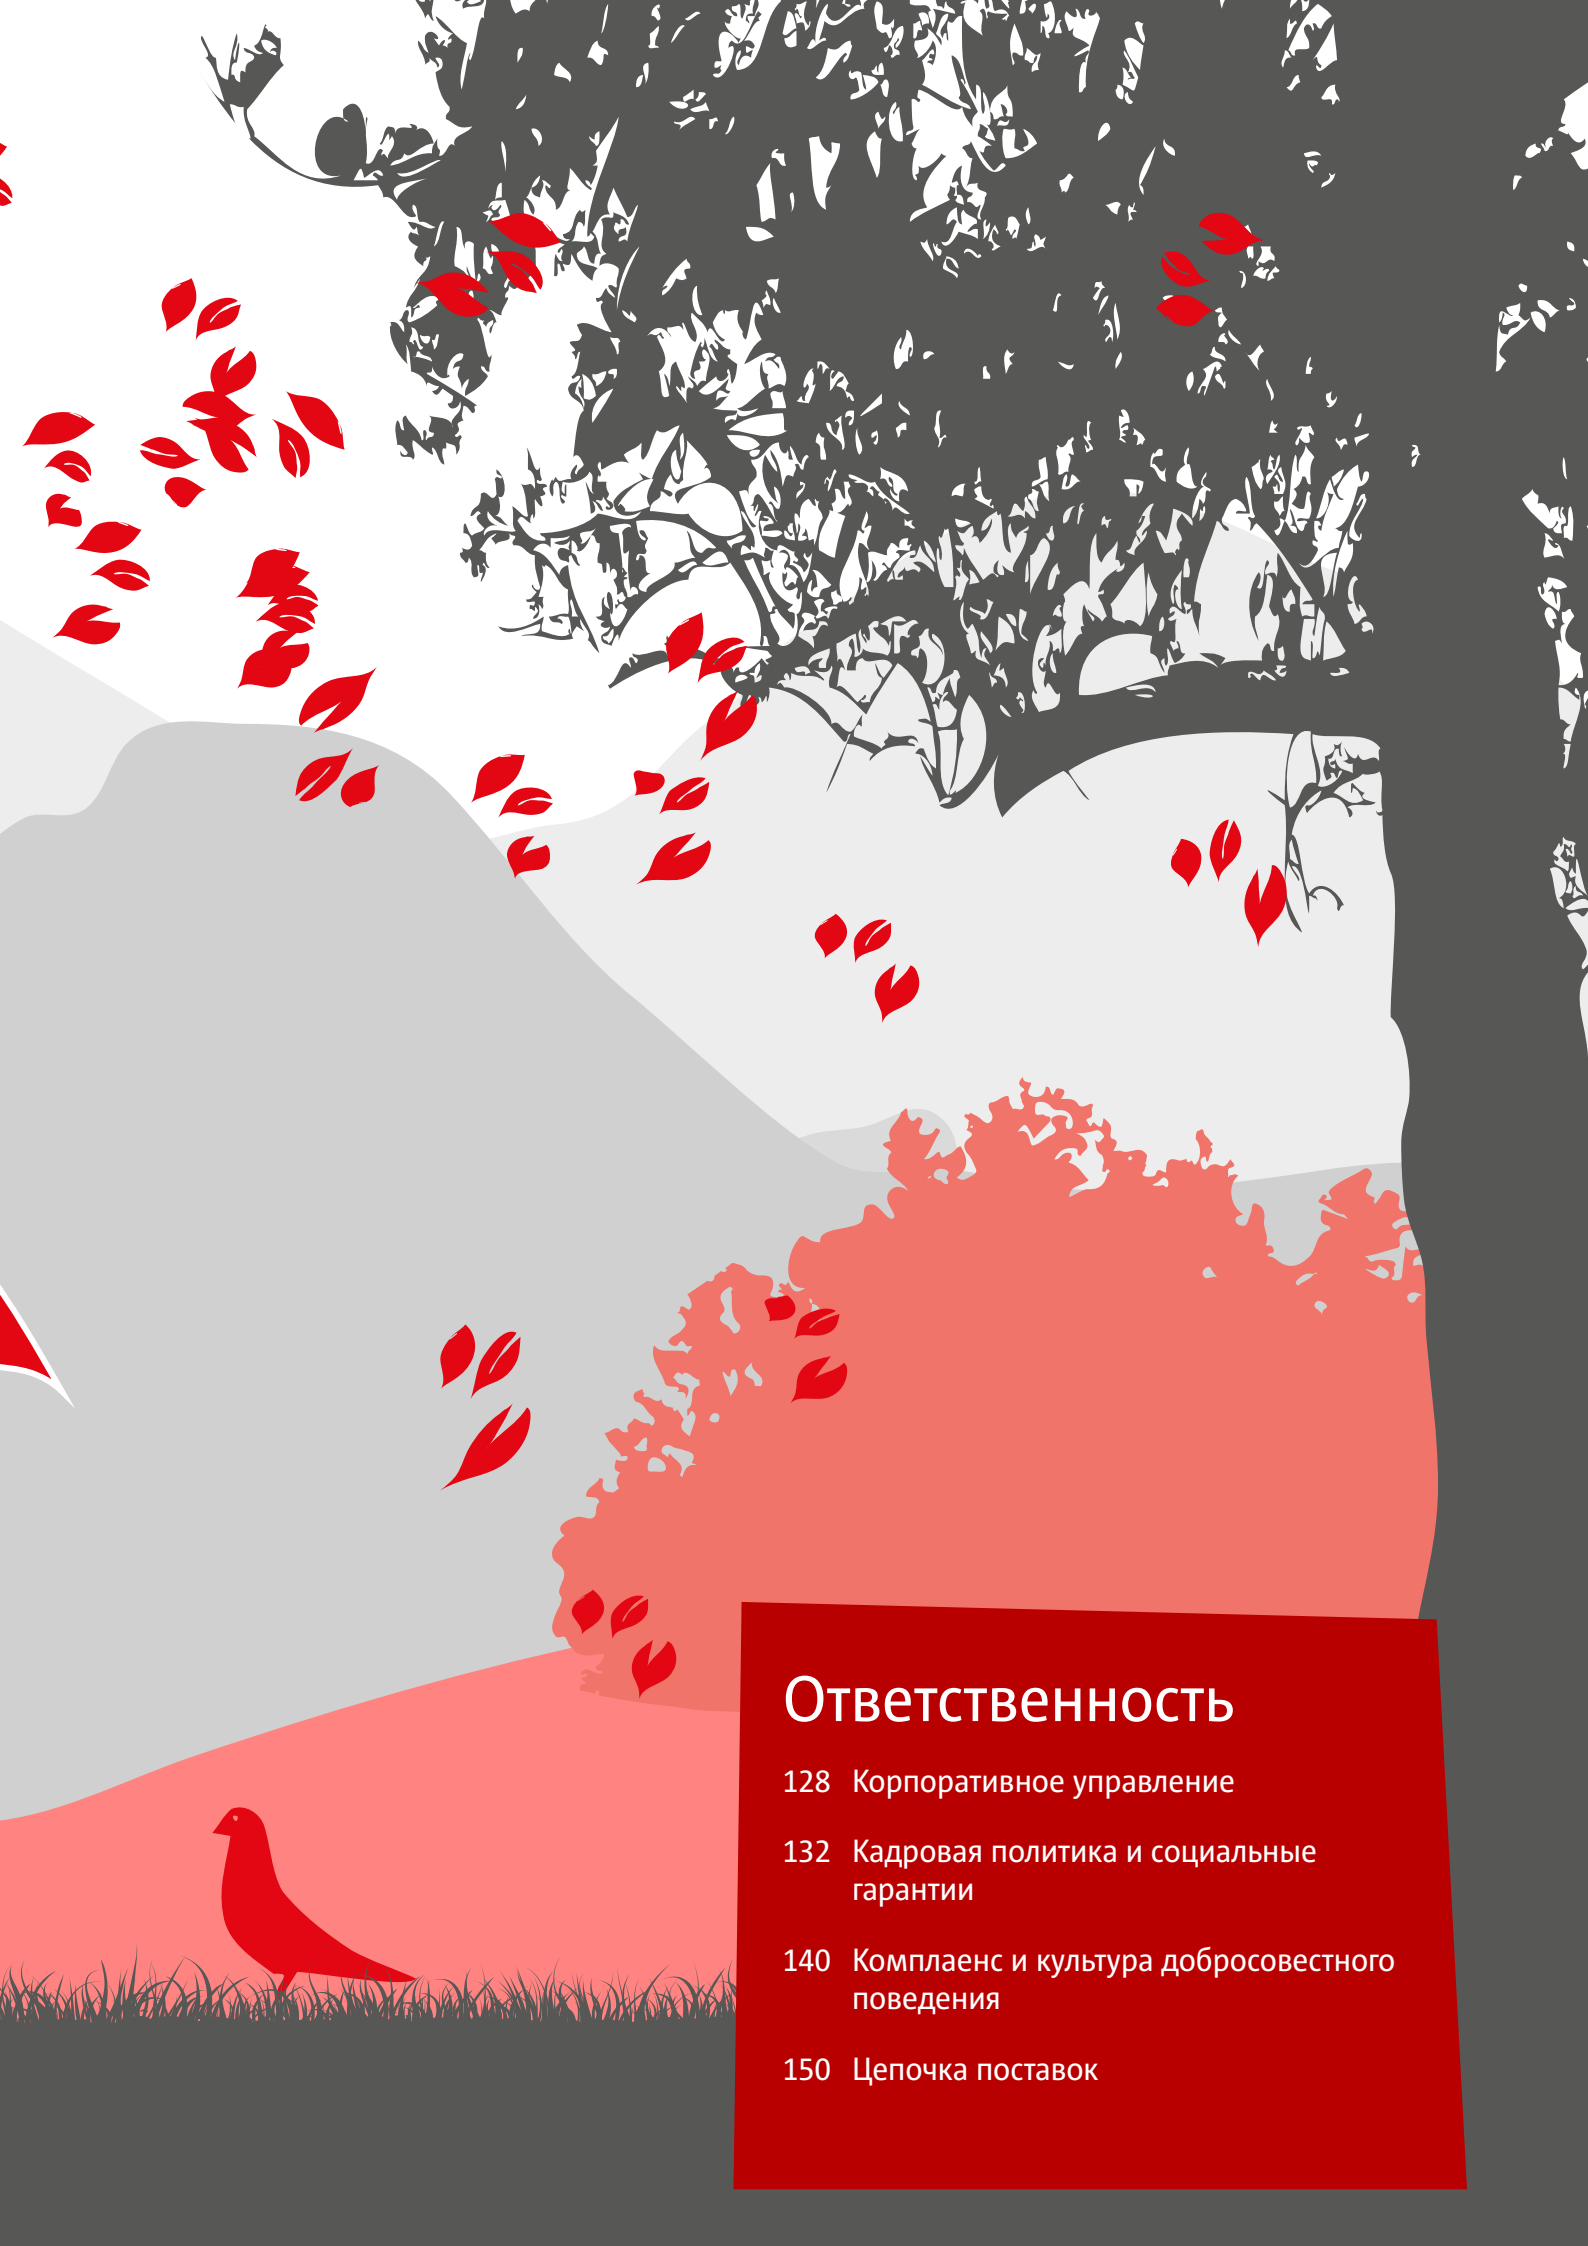 Ответственность
128 Корпоративное управление
132 Кадровая политика и социальные
гарантии
140 Комплаенс и культура добросовестного
поведения
150 Цепочка поставок